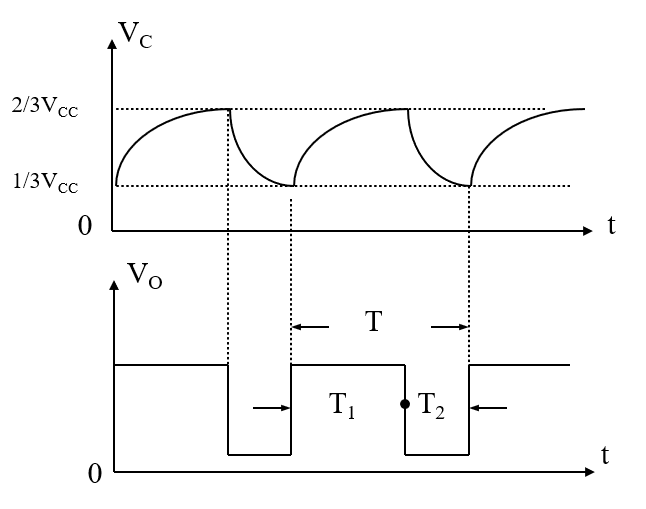 V_C
2/3V_CC
1/3V_CC
0
t
V_O
T
T_1 T_2
t
0